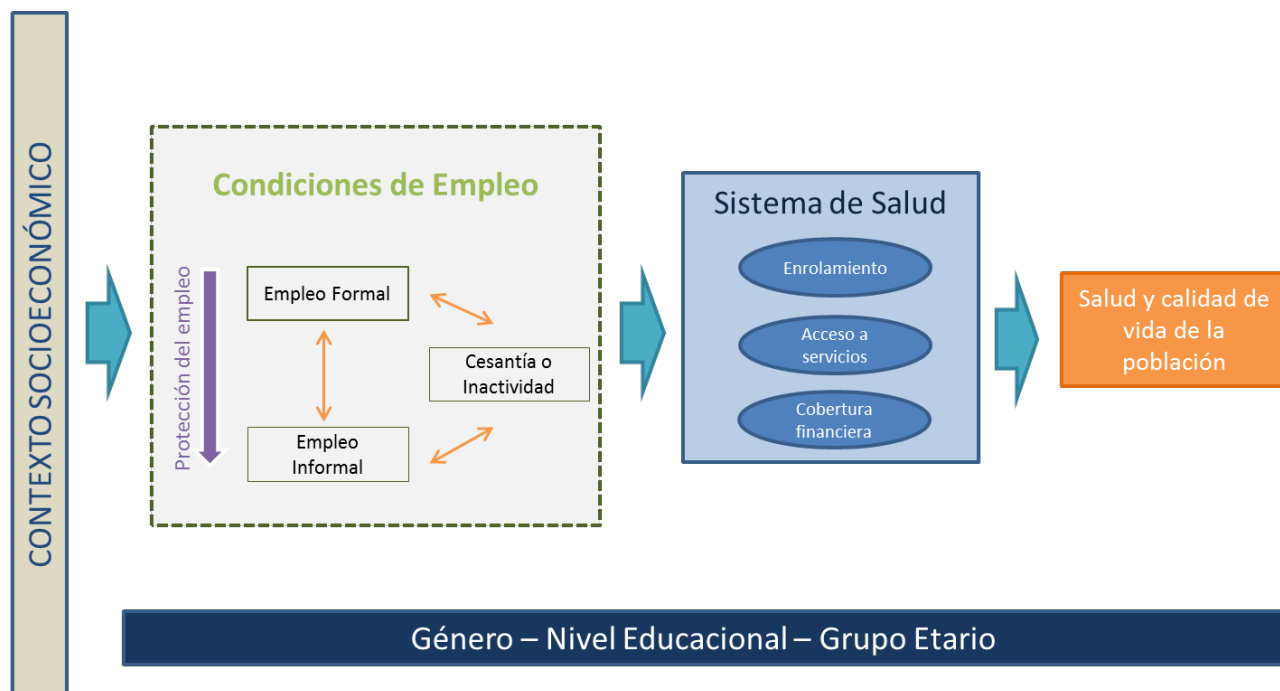 CONTEXTO SOCIOECONÓMICO
Condiciones de Empleo
Protección del empleo
Empleo Formal
Cesantía o
Inactividad
Empleo
Informal
Sistema de Salud
Enrolamiento
Acceso a
servicios
Cobertura
financiera
Salud y calidad de
vida de la
población
Género – Nivel Educacional – Grupo Etario